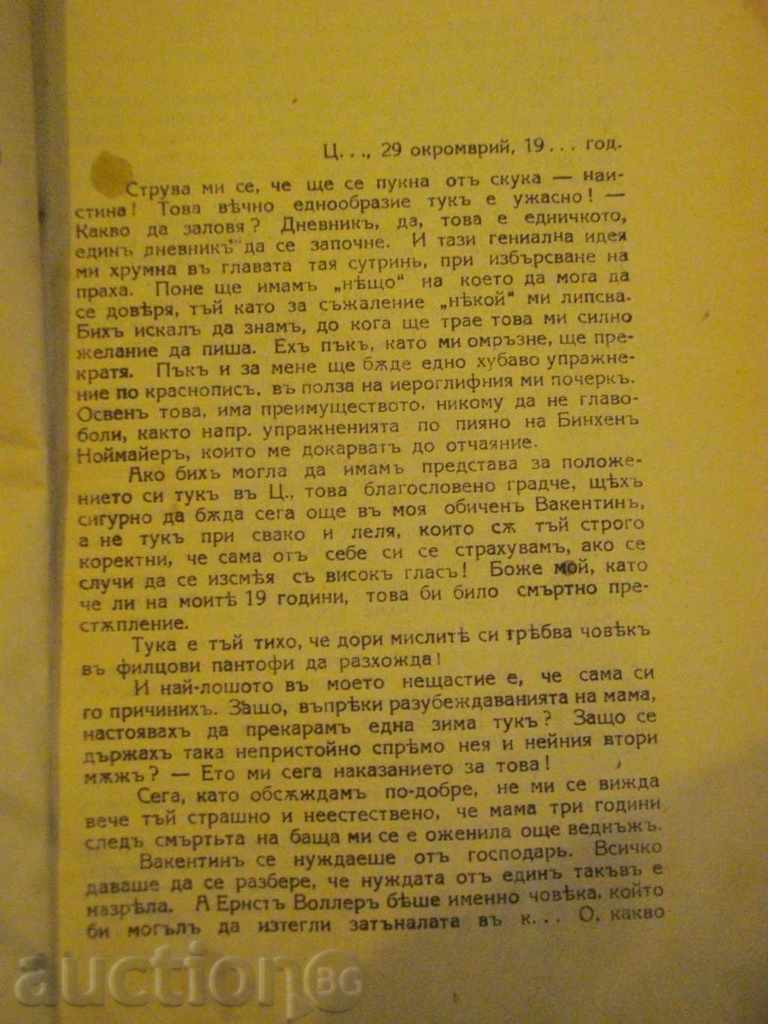 Ц..., 29 окромврий, 19... год.
Струва ми се, че ще се пукна отъ скука — наи-
стина! Това вѣчно еднообразие тукъ е ужасно! —
Какво да заловя? Дневникъ, да, това е едничкото,
единъ дневникъ да се започне. И тази гениална идея
ми хрумна въ главата тая сутринь, при избърсване на
праха. Поне ще имамъ „нѣщо“ на което да мога да
се довѣря, тъй като за съжаление „нѣкой“ ми липсва.
Бихъ искалъ да знамъ, до кога ще трае това ми силно
желание да пиша. Ехъ пъкъ, като ми омръзне, ще пре-
кратя. Пъкъ и за мене ще бѫде едно хубаво упражне-
ние по краснописъ, въ полза на иероглифния ми почеркъ.
Освенъ това, има преимуществото, никому да не главо-
боли, както напр. упражненията по пияно на Бинхенъ
Ноймайеръ, които ме докарватъ до отчаяние.
Ако бихъ могла да имамъ представа за положе-
нието си тукъ въ Ц., това благословено градче, щѣхъ
сигурно да бѫда сега още въ моя обиченъ Вакентинъ,
а не тукъ при свако и леля, които сѫ тъй строго
коректни, че сама отъ себе си се страхувамъ, ако се
случи да се изсмѣя съ високъ гласъ! Боже мой, като
че ли на моитѣ 19 години, това би било смъртно пре-
стѫпление.
Тука е тъй тихо, че дори мислитѣ си трѣбва човѣкъ
въ филцови пантофи да разхожда!
И най-лошото въ моето нещастие е, че сама си
го причинихъ. Защо, въпрѣки разубеждаванията на мама,
настоявахъ да прекарамъ една зима тукъ? Защо се
държахъ така непристойно спрѣмо нея и нейния втори
мѫжъ? — Ето ми сега наказанието за това!
Сега, като обсѫждамъ по-добре, не ми се вижда
вече тъй страшно и неестествено, че мама три години
следъ смъртьта на баща ми се е оженила още веднъжъ.
Вакентинъ се нуждаеше отъ господарь. Всичко
даваше да се разбере, че нуждата отъ единъ такъвъ е
назрѣла. А Ернстъ Воллеръ бѣше именно човѣка, който
би могълъ да изтегли затъналата въ к... О, какво
auctionBG